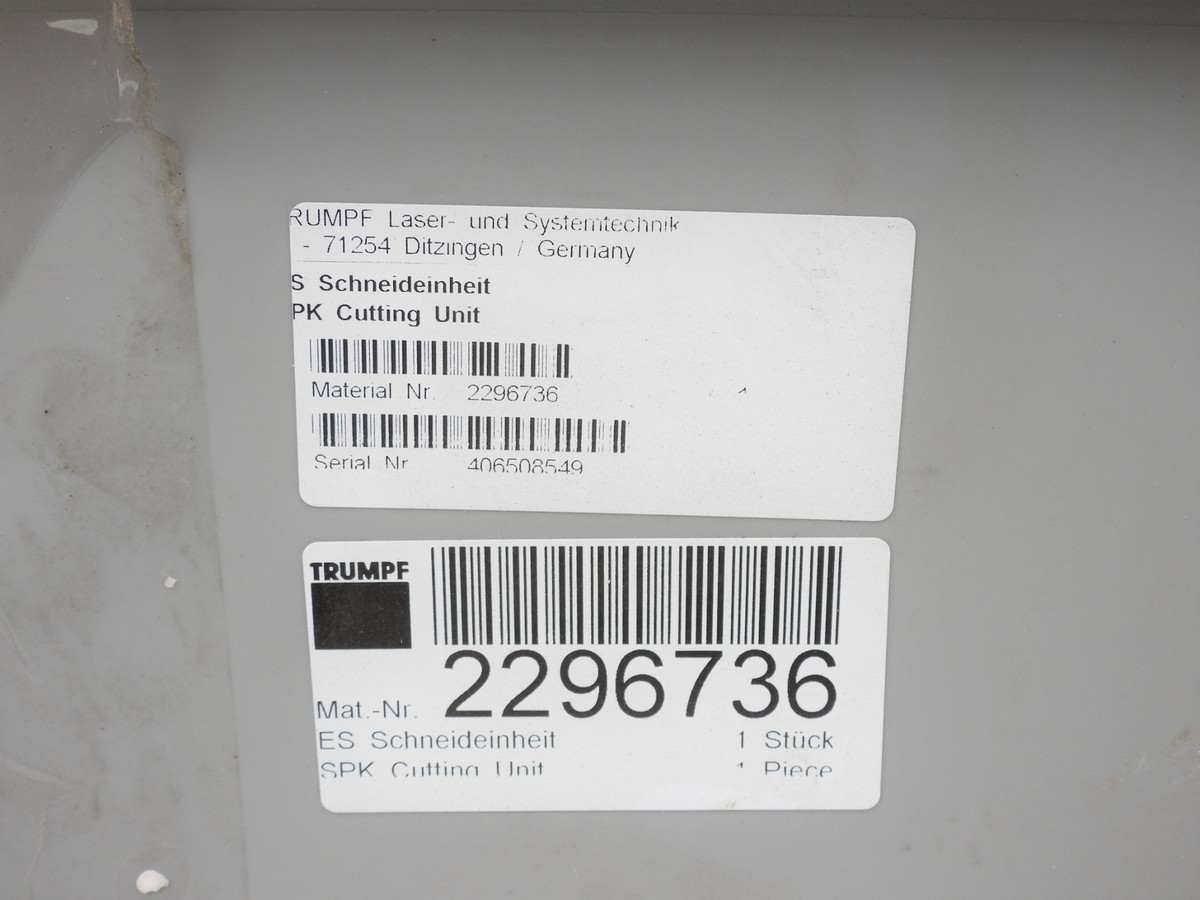 RUMPF Laser- und Systemtechnik
- 71254 Ditzingen / Germany
S Schneideinheit
PK Cutting Unit
Material Nr. 2296736
Serial Nr. 406508549
TRUMPF
2296736
Mat.-Nr.
ES Schneideinheit 1 Stück
SPK Cutting Unit 1 Piece